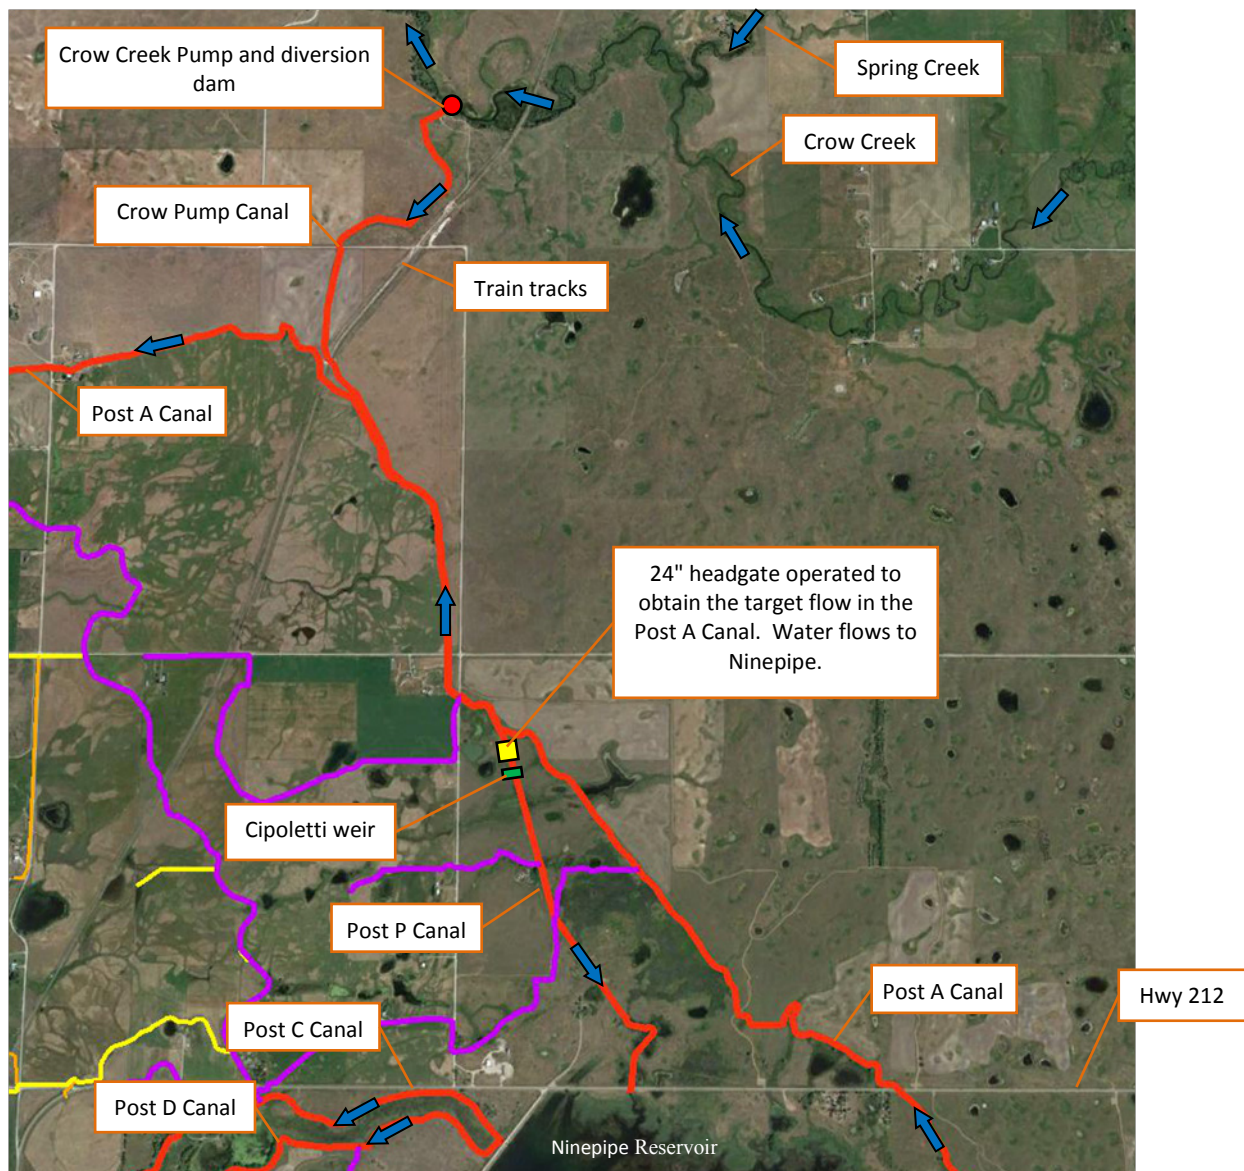 Crow Creek Pump and diversion
dam
Spring Creek
Crow Creek
Crow Pump Canal
Train tracks
Post A Canal
24" headgate operated to
obtain the target flow in the
Post A Canal.  Water flows to
Ninepipe.
Cipoletti weir
Post P Canal
Post A Canal
Hwy 212
Post C Canal
Post D Canal
Ninepipe Reservoir